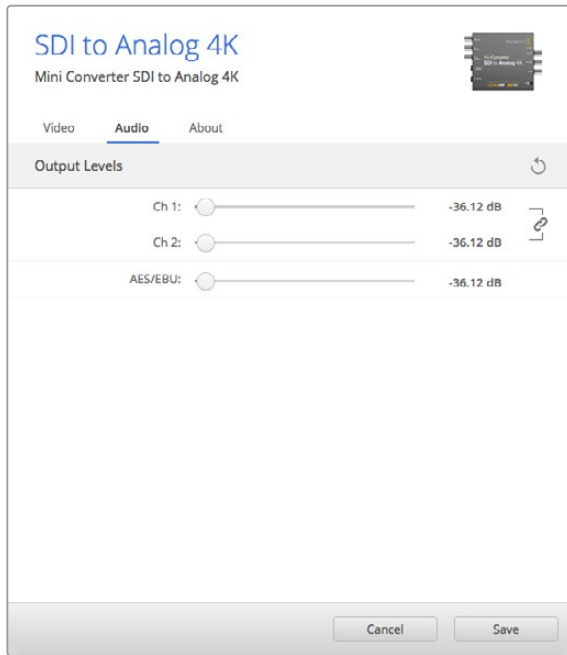 SDI to Analog 4K
Mini Converter SDI to Analog 4K
Video Audio About
Output Levels
Ch 1: -36.12 dB
Ch 2: -36.12 dB
AES/EBU: -36.12 dB
Cancel Save